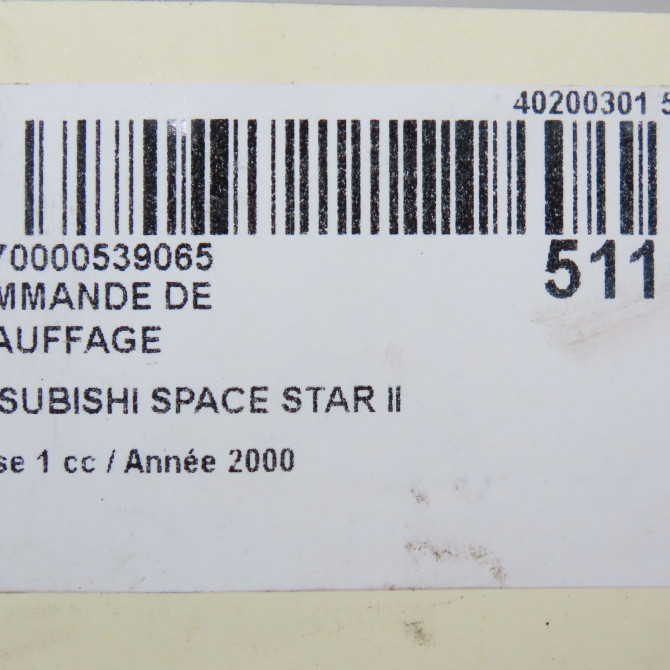 40200301 5
70000539065
511
MMANDE DE
AUFFAGE
SUBISHI SPACE STAR II
se 1 cc / Année 2000